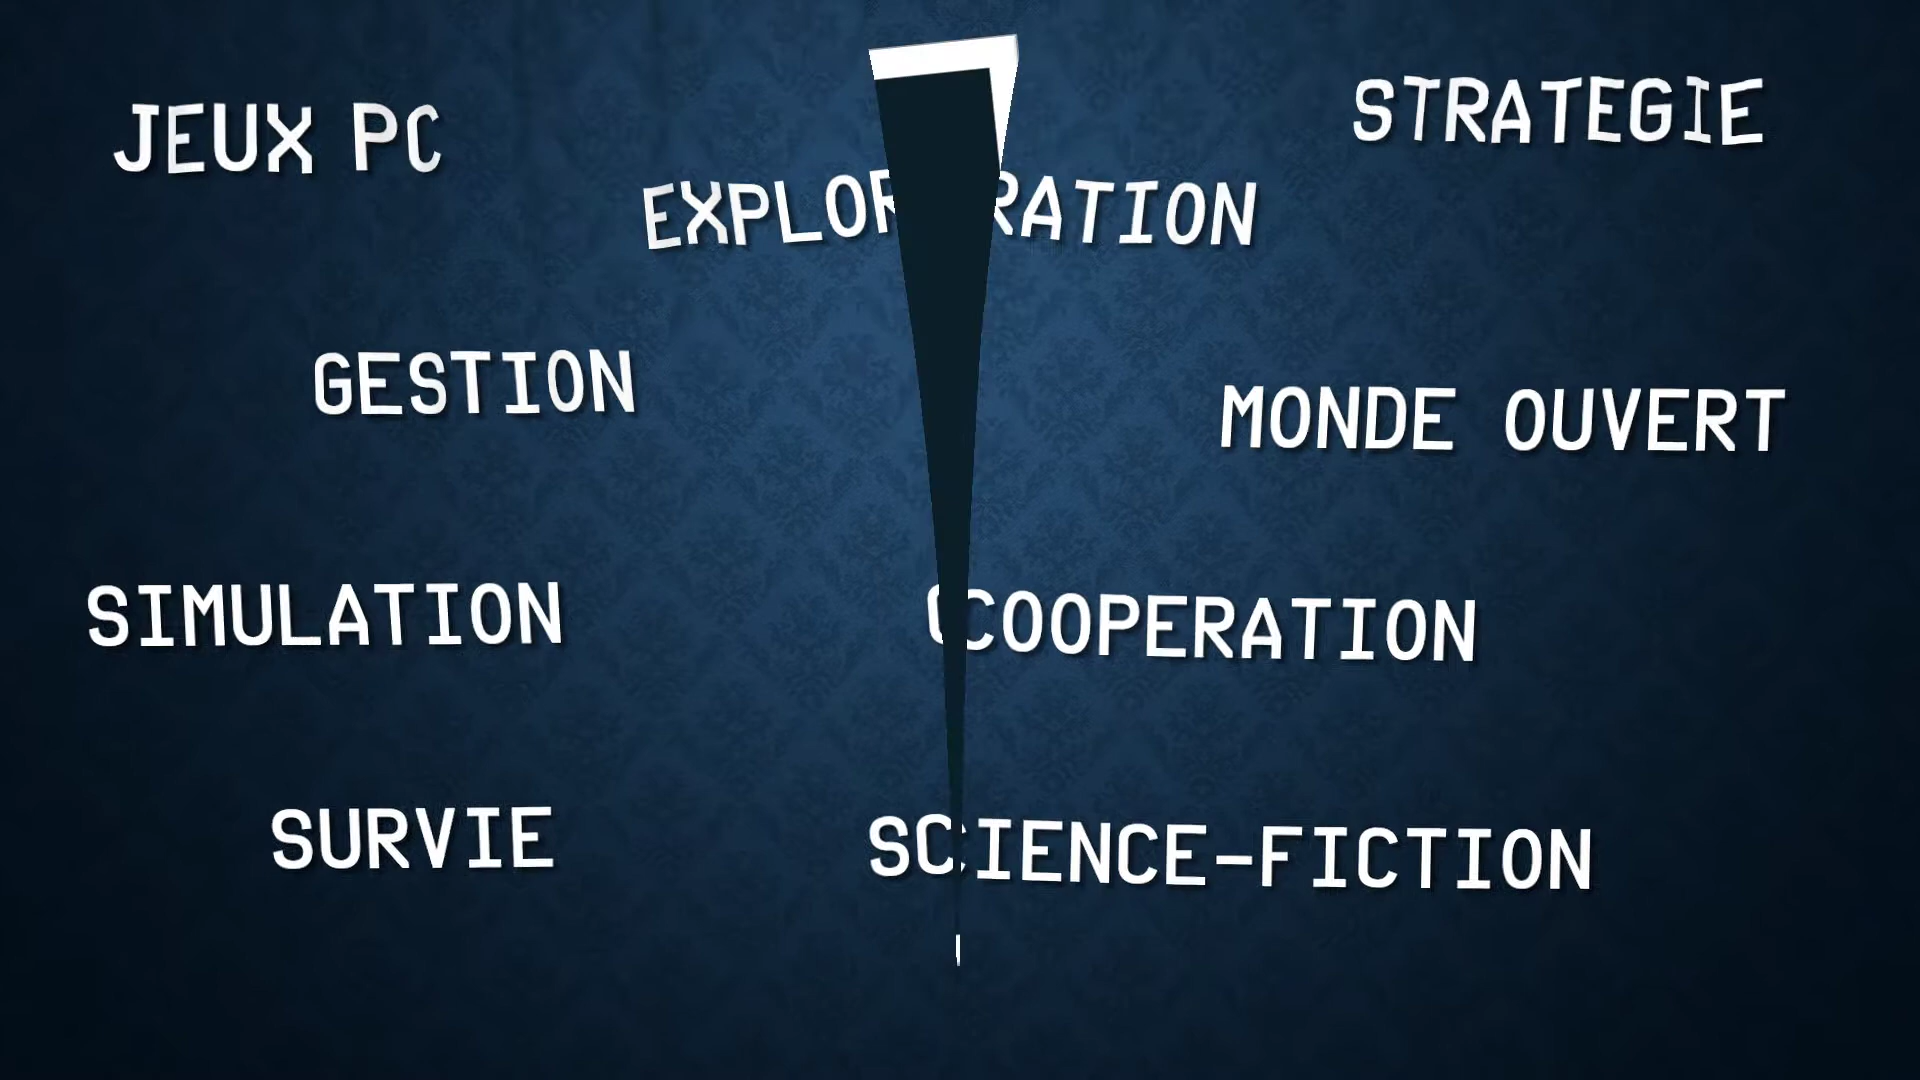 JEUX PC
STRATEGIE
EXPLORATION
GESTION
MONDE OUVERT
SIMULATION
COOPERATION
SURVIE
SCIENCE-FICTION